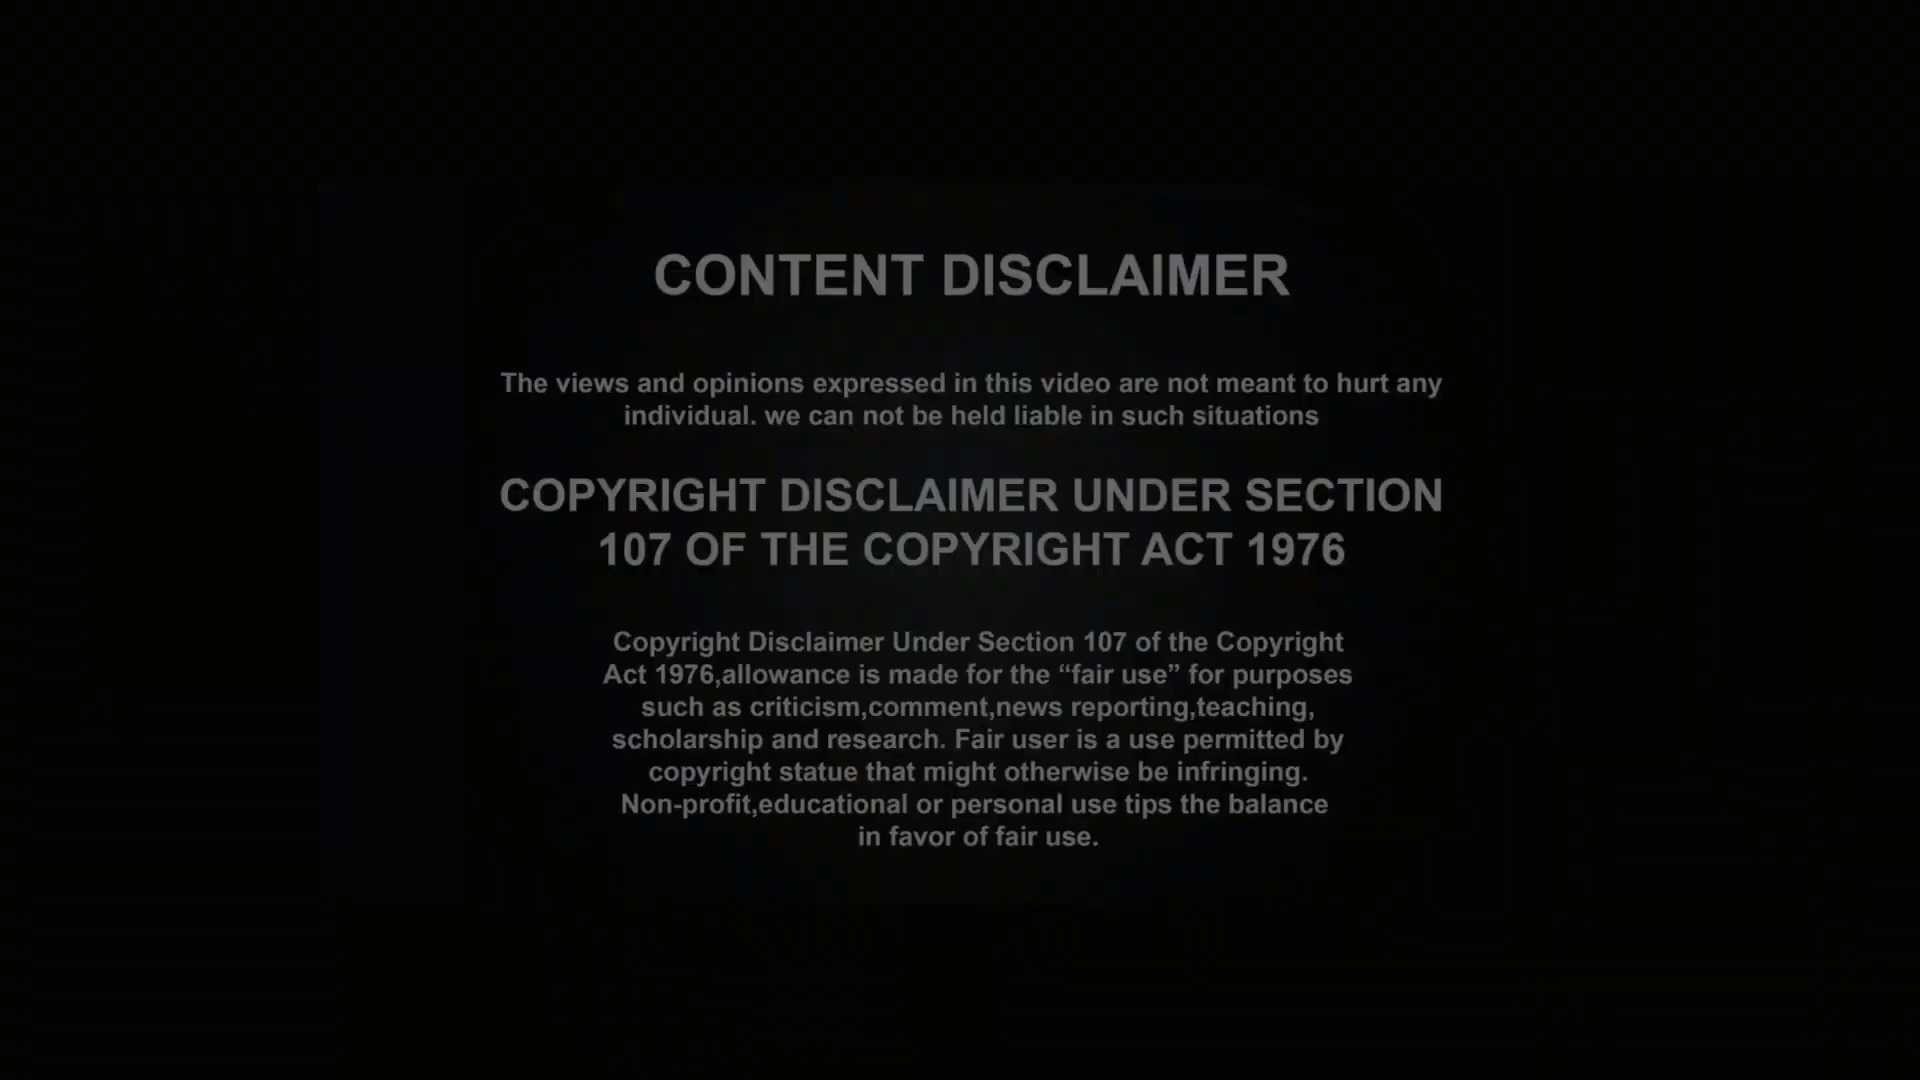 CONTENT DISCLAIMER
The views and opinions expressed in this video are not meant to hurt any
individual. we can not be held liable in such situations
COPYRIGHT DISCLAIMER UNDER SECTION
107 OF THE COPYRIGHT ACT 1976
Copyright Disclaimer Under Section 107 of the Copyright
Act 1976,allowance is made for the “fair use” for purposes
such as criticism,comment,news reporting,teaching,
scholarship and research. Fair user is a use permitted by
copyright statue that might otherwise be infringing.
Non-profit,educational or personal use tips the balance
in favor of fair use.